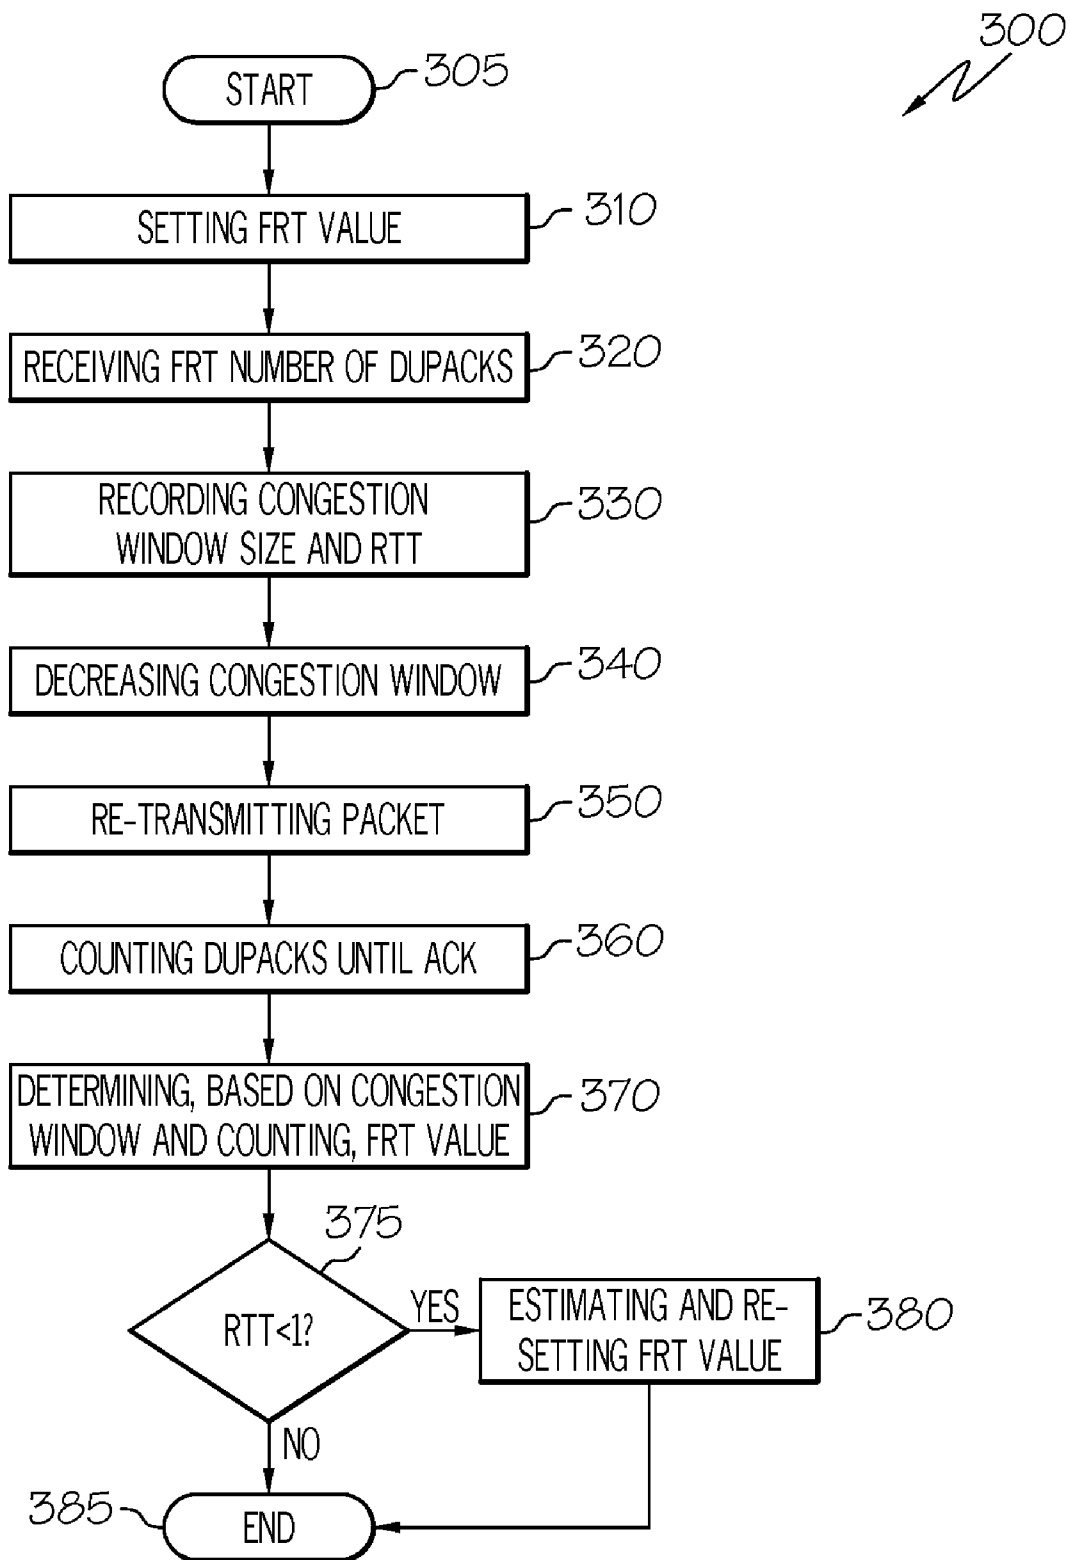 300
START
305
SETTING FRT VALUE
310
RECEIVING FRT NUMBER OF DUPACKS
320
RECORDING CONGESTION
WINDOW SIZE AND RTT
330
DECREASING CONGESTION WINDOW
340
RE-TRANSMITTING PACKET
350
COUNTING DUPACKS UNTIL ACK
360
DETERMINING, BASED ON CONGESTION
WINDOW AND COUNTING, FRT VALUE
370
375
RTT<1?
YES
ESTIMATING AND RE-
SETTING FRT VALUE
380
NO
385
END